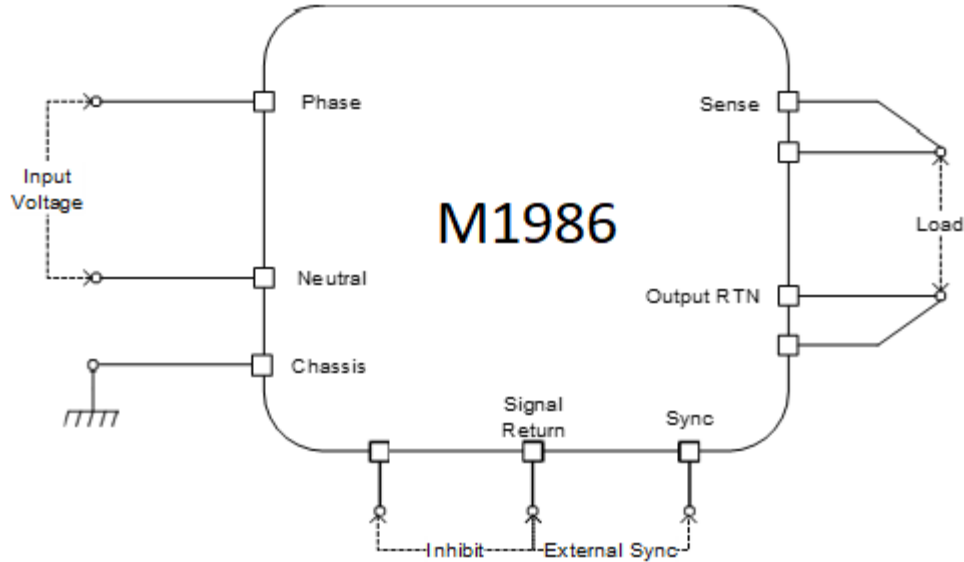 Phase
Sense
Input
Voltage
M1986
Load
Neutral
Output RTN
Chassis
Signal
Return
Sync
Inhibit
External Sync